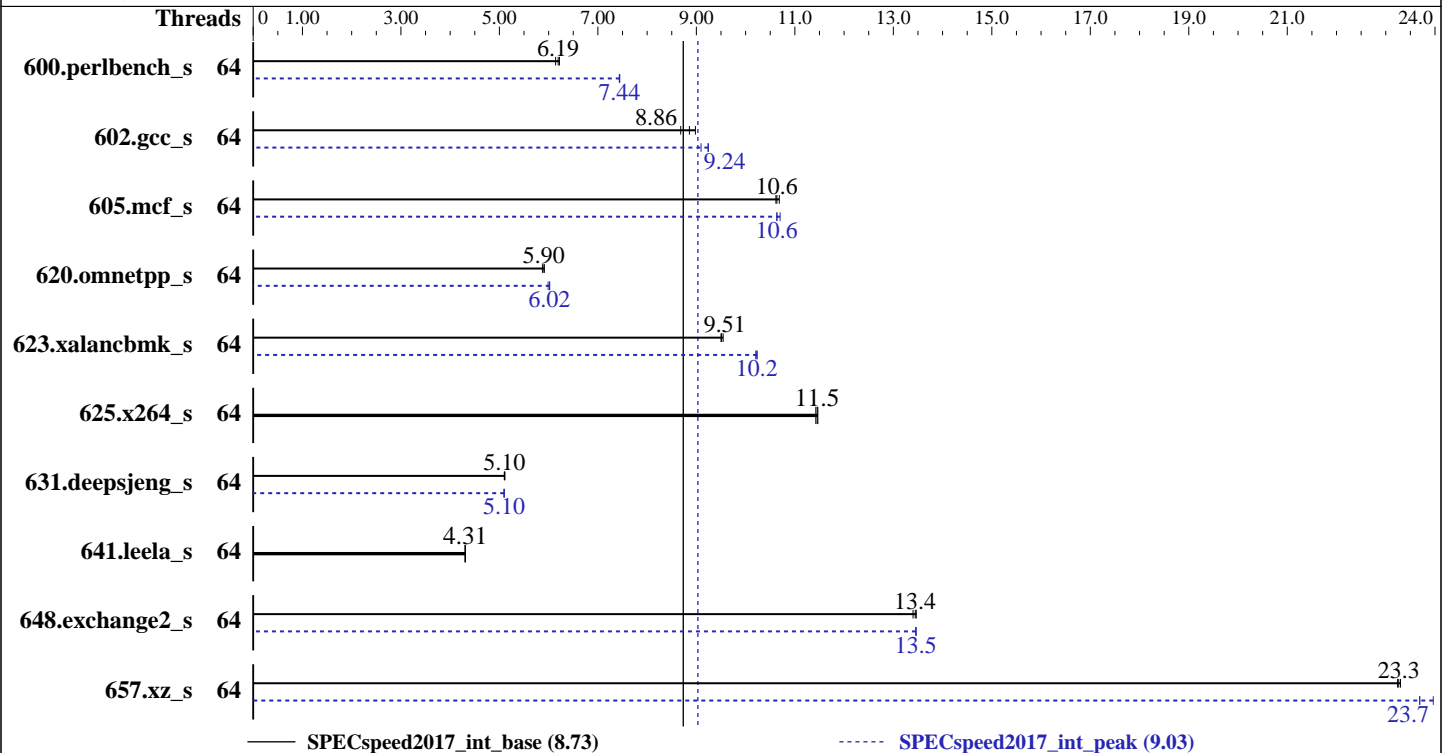 Threads 0 1.00 3.00 5.00 7.00 9.00 11.0 13.0 15.0 17.0 19.0 21.0 24.0
6.19
600.perlbench_s 64
7.44
8.86
602.gcc_s 64
9.24
10.6
605.mcf_s 64
10.6
5.90
620.omnetpp_s 64
6.02
9.51
623.xalancbmk_s 64
10.2
11.5
625.x264_s 64
5.10
631.deepsjeng_s 64
5.10
4.31
641.leela_s 64
13.4
648.exchange2_s 64
13.5
23.3
657.xz_s 64
23.7
SPECspeed2017_int_base (8.73) SPECspeed2017_int_peak (9.03)